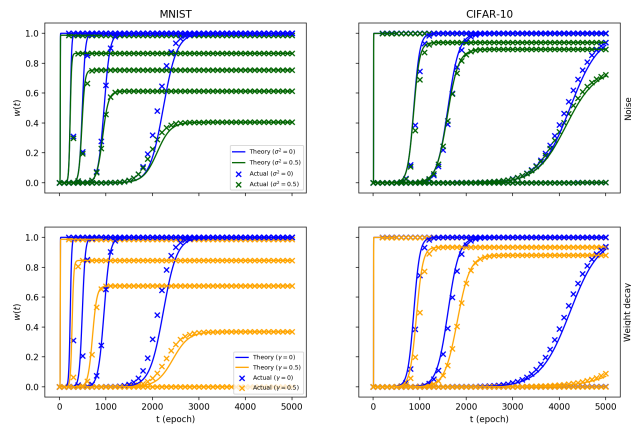 MNIST
CIFAR-10
1.0
0.8
0.6
0.4
0.2
0.0
w(t)
Theory (σ² = 0)
Theory (σ² = 0.5)
Actual (σ² = 0)
Actual (σ² = 0.5)
Noise
1.0
0.8
0.6
0.4
0.2
0.0
w(t)
Theory (γ = 0)
Theory (γ = 0.5)
Actual (γ = 0)
Actual (γ = 0.5)
Weight decay
0 1000 2000 3000 4000 5000
0 1000 2000 3000 4000 5000
t (epoch)
t (epoch)